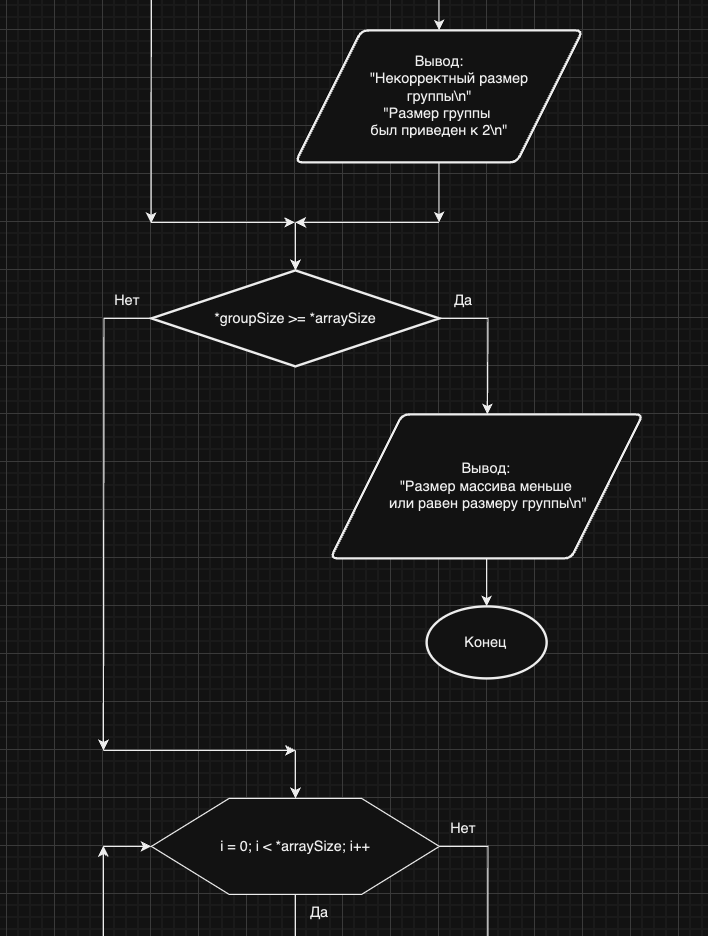 Вывод:
"Некорректный размер
группы\n"
"Размер группы
был приведен к 2\n"
Нет
*groupSize >= *arraySize
Да
Вывод:
"Размер массива меньше
или равен размеру группы\n"
Конец
i = 0; i < *arraySize; i++
Нет
Да